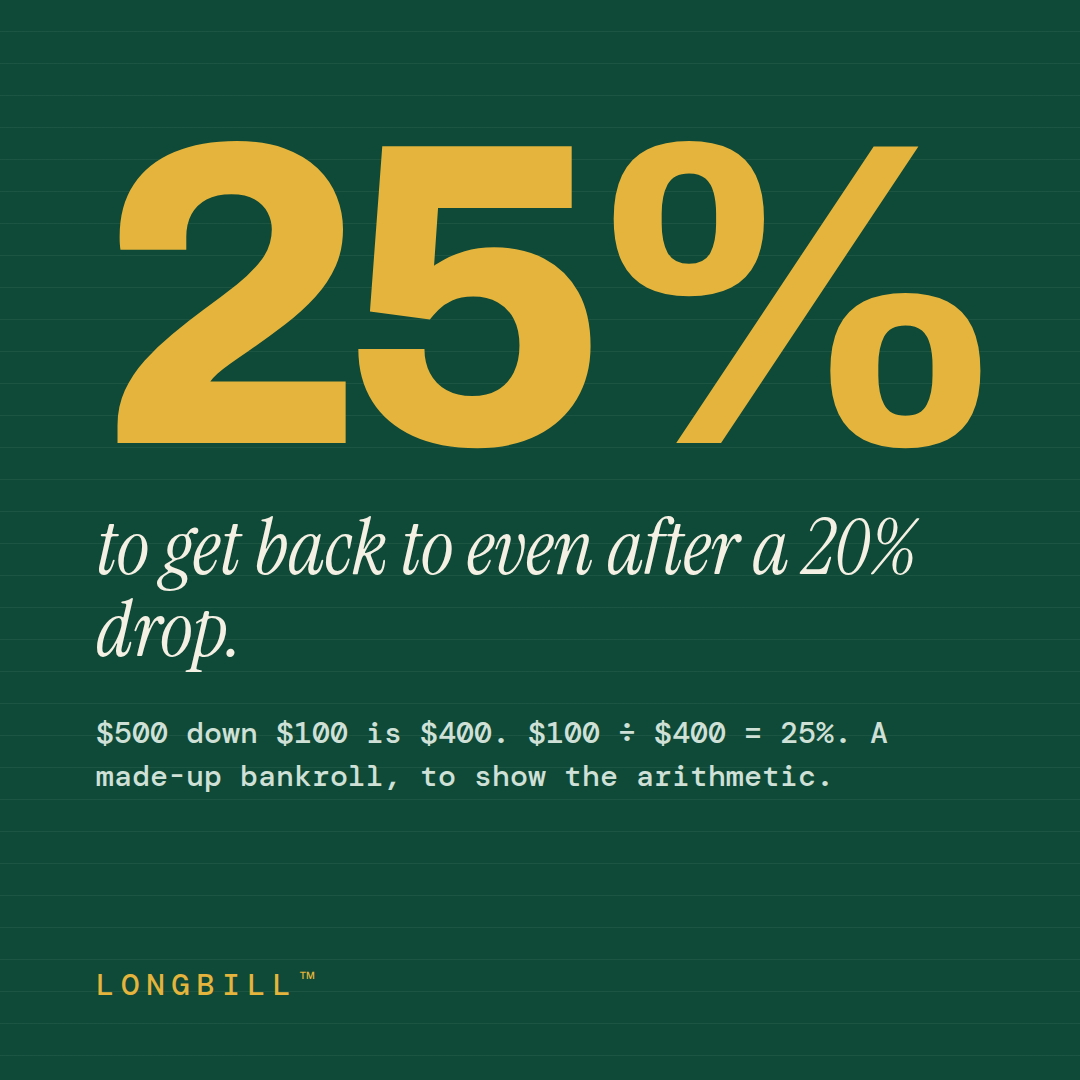 25%
to get back to even after a 20%
drop.
$500 down $100 is $400. $100 ÷ $400 = 25%. A
made-up bankroll, to show the arithmetic.
LONGBILL™